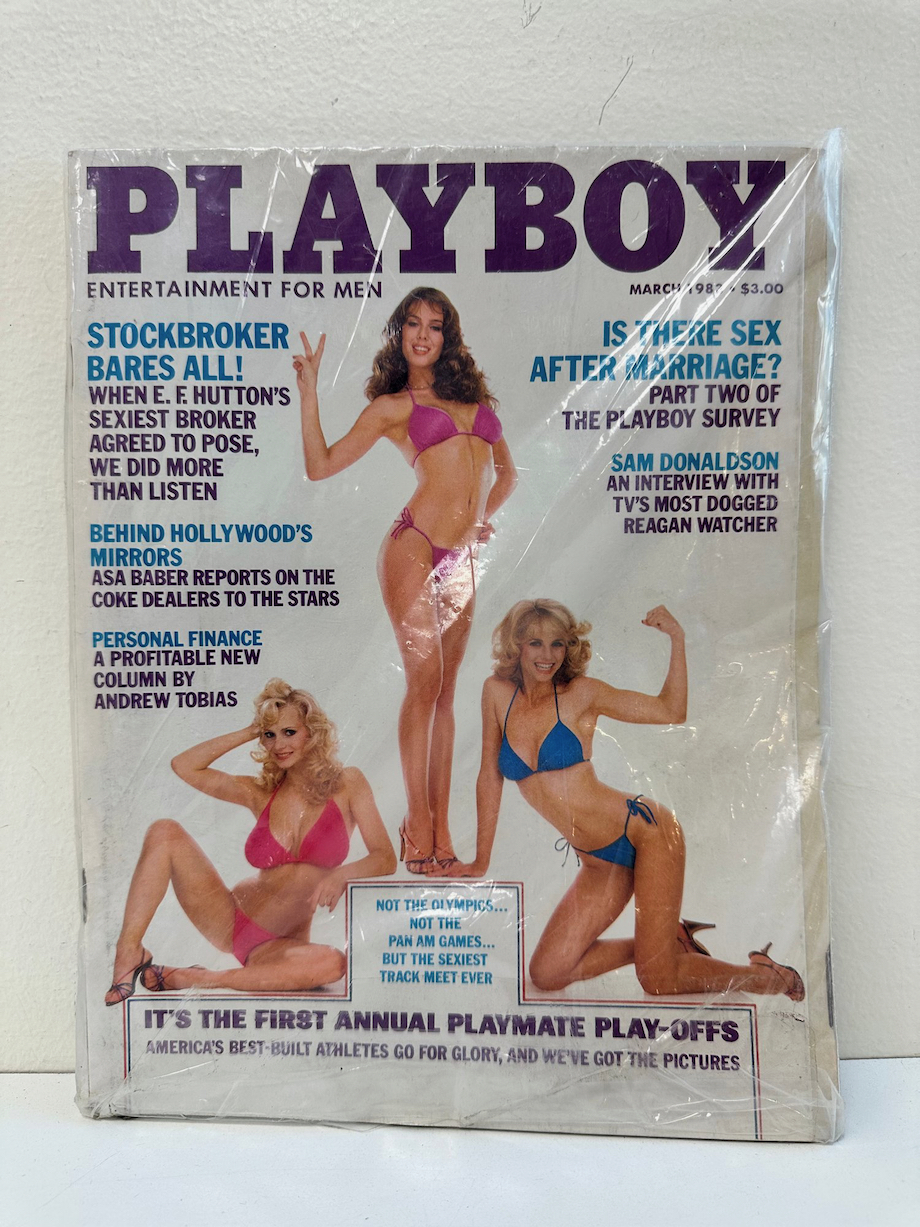 PLAYBOY
ENTERTAINMENT FOR MEN
MARCH 1983 • $3.00
STOCKBROKER
BARES ALL!
WHEN E. F. HUTTON'S
SEXIEST BROKER
AGREED TO POSE,
WE DID MORE
THAN LISTEN
BEHIND HOLLYWOOD'S
MIRRORS
ASA BABER REPORTS ON THE
COKE DEALERS TO THE STARS
PERSONAL FINANCE
A PROFITABLE NEW
COLUMN BY
ANDREW TOBIAS
IS THERE SEX
AFTER MARRIAGE?
PART TWO OF
THE PLAYBOY SURVEY
SAM DONALDSON
AN INTERVIEW WITH
TV'S MOST DOGGED
REAGAN WATCHER
NOT THE OLYMPICS...
NOT THE
PAN AM GAMES...
BUT THE SEXIEST
TRACK MEET EVER
IT'S THE FIRST ANNUAL PLAYMATE PLAY-OFFS
AMERICA'S BEST-BUILT ATHLETES GO FOR GLORY, AND WE'VE GOT THE PICTURES